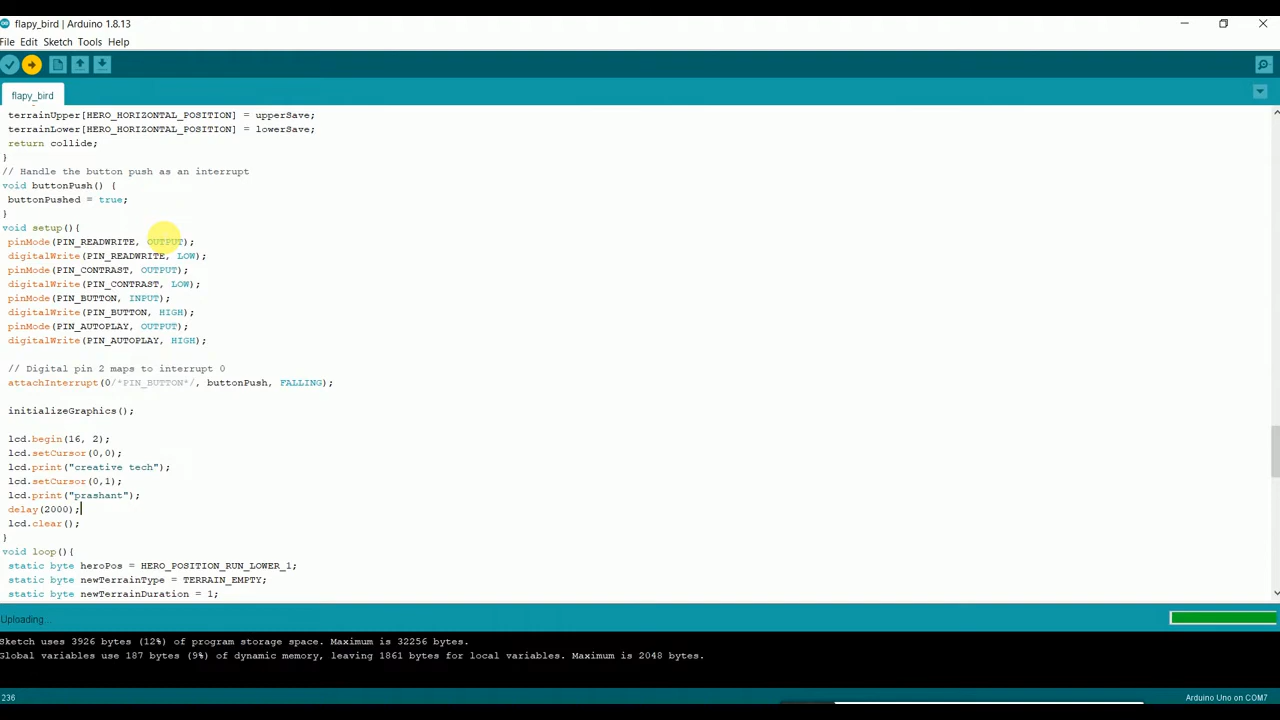 flapy_bird | Arduino 1.8.13
File Edit Sketch Tools Help
flapy_bird
terrainUpper[HERO_HORIZONTAL_POSITION] = upperSave;
terrainLower[HERO_HORIZONTAL_POSITION] = lowerSave;
return collide;
}
// Handle the button push as an interrupt
void buttonPush() {
buttonPushed = true;
}
void setup(){
pinMode(PIN_READWRITE, OUTPUT);
digitalWrite(PIN_READWRITE, LOW);
pinMode(PIN_CONTRAST, OUTPUT);
digitalWrite(PIN_CONTRAST, LOW);
pinMode(PIN_BUTTON, INPUT);
digitalWrite(PIN_BUTTON, HIGH);
pinMode(PIN_AUTOPLAY, OUTPUT);
digitalWrite(PIN_AUTOPLAY, HIGH);
// Digital pin 2 maps to interrupt 0
attachInterrupt(0/*PIN_BUTTON*/, buttonPush, FALLING);
initializeGraphics();
lcd.begin(16, 2);
lcd.setCursor(0,0);
lcd.print("creative tech");
lcd.setCursor(0,1);
lcd.print("prashant");
delay(2000);
lcd.clear();
}
void loop(){
static byte heroPos = HERO_POSITION_RUN_LOWER_1;
static byte newTerrainType = TERRAIN_EMPTY;
static byte newTerrainDuration = 1;
Uploading...
Sketch uses 3926 bytes (12%) of program storage space. Maximum is 32256 bytes.
Global variables use 187 bytes (9%) of dynamic memory, leaving 1861 bytes for local variables. Maximum is 2048 bytes.
236
Arduino Uno on COM7